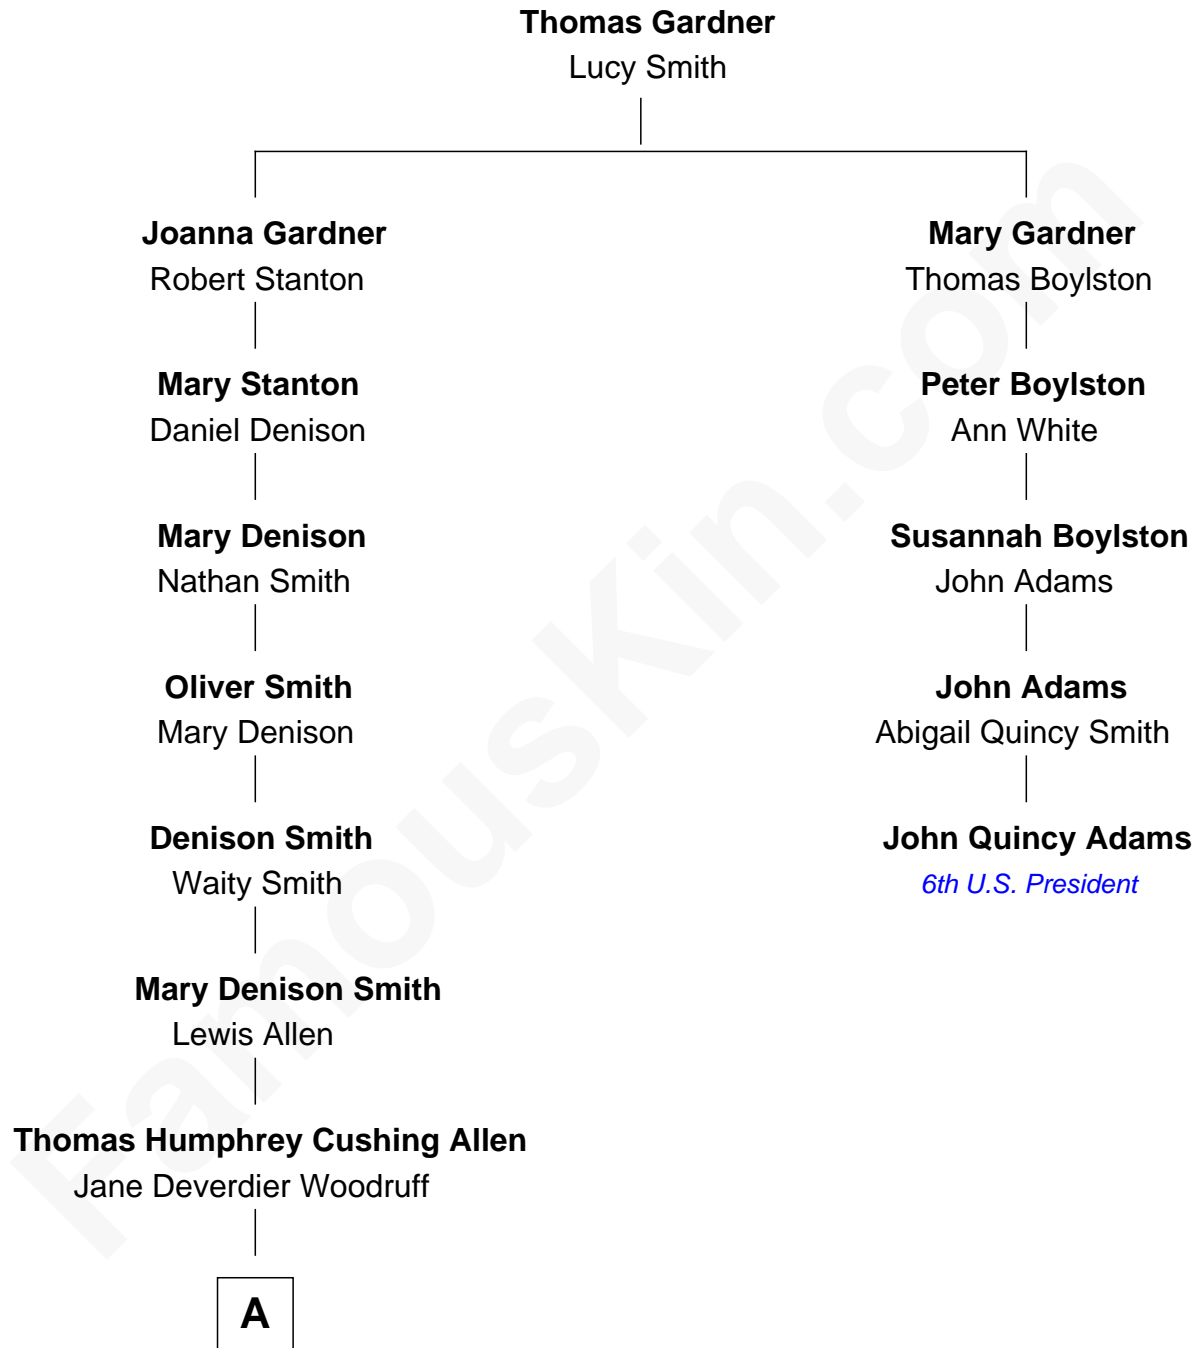 Thomas Gardner
Lucy Smith
Joanna Gardner
Robert Stanton
Mary Gardner
Thomas Boylston
Mary Stanton
Daniel Denison
Peter Boylston
Ann White
Mary Denison
Nathan Smith
Susannah Boylston
John Adams
Oliver Smith
Mary Denison
John Adams
Abigail Quincy Smith
Denison Smith
Waity Smith
John Quincy Adams
6th U.S. President
Mary Denison Smith
Lewis Allen
Thomas Humphrey Cushing Allen
Jane Deverdier Woodruff
A
FamousKin.com